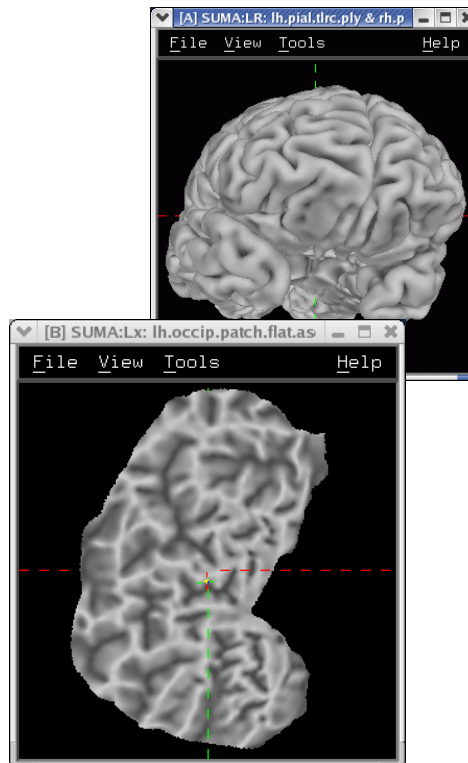 [A] SUMA:LR: lh.pial.tlrc.ply & rh.p
File View Tools Help
[B] SUMA:Lx: lh.occip.patch.flat.as
File View Tools Help